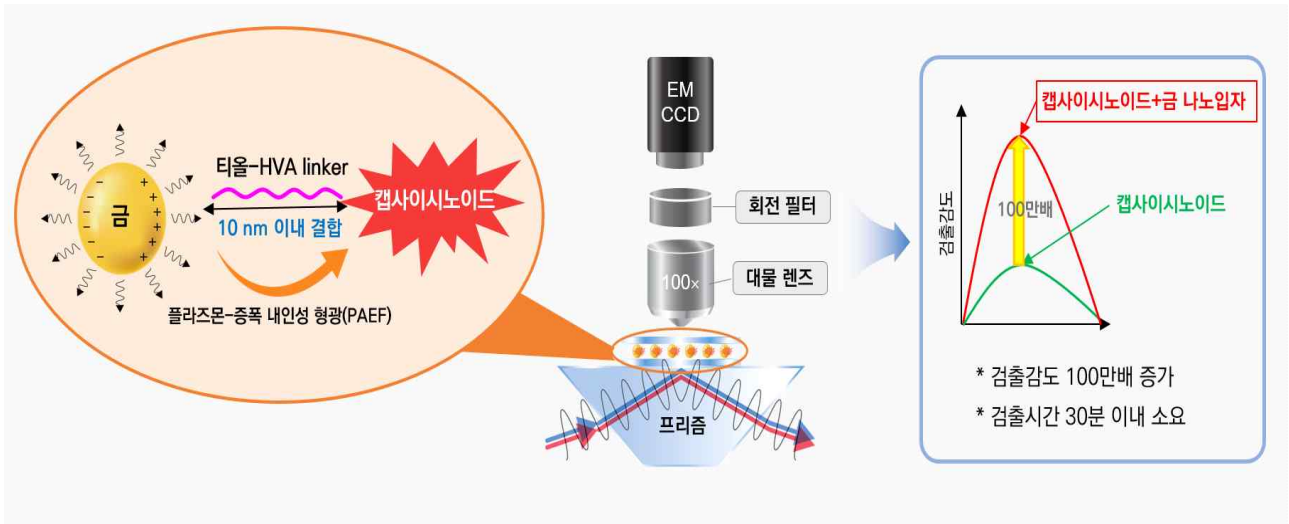 금
티올-HVA linker
10 nm 이내 결합
캡사이시노이드
플라즈몬-증폭 내인성 형광(PAEF)
EM
CCD
회전 필터
100×
대물 렌즈
프리즘
캡사이시노이드+금 나노입자
검출감도
100만배
캡사이시노이드
* 검출감도 100만배 증가
* 검출시간 30분 이내 소요